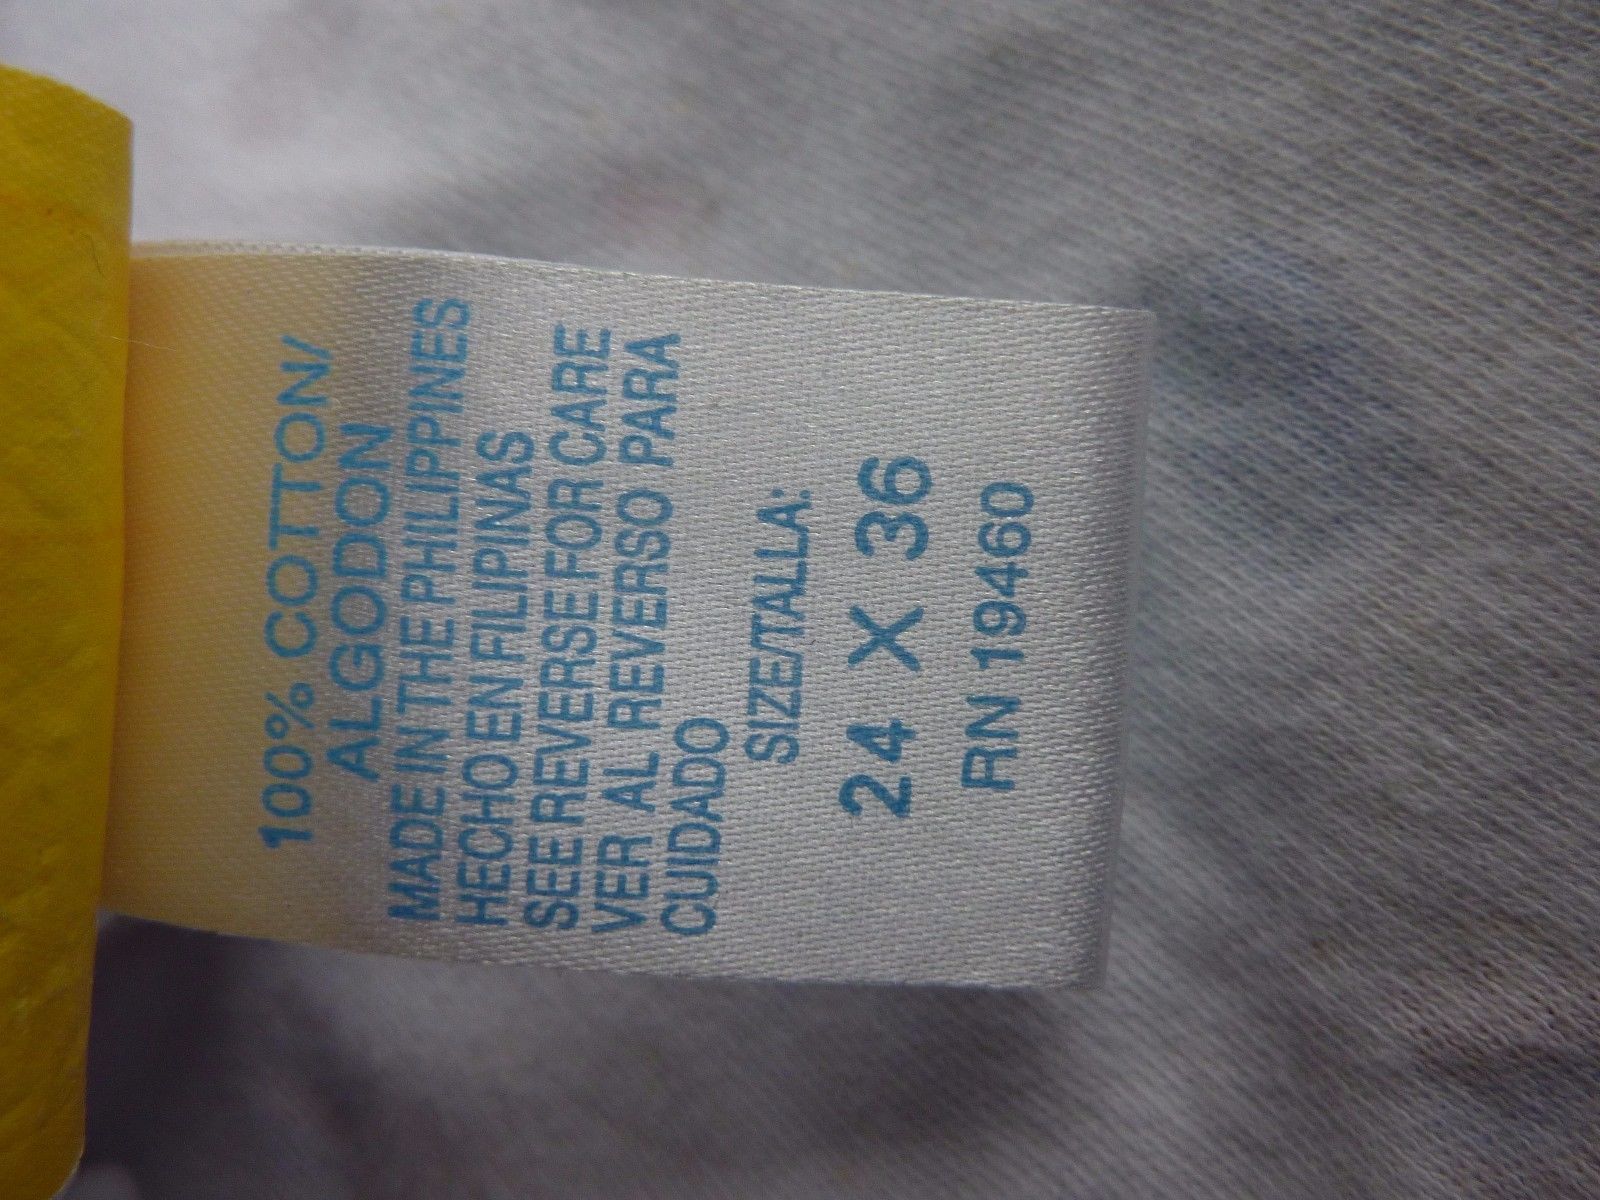 100% COTTON/
ALGODON
MADE IN THE PHILIPPINES
HECHO EN FILIPINAS
SEE REVERSE FOR CARE
VER AL REVERSO PARA
CUIDADO
SIZE/TALLA:
24 X 36
RN 19460